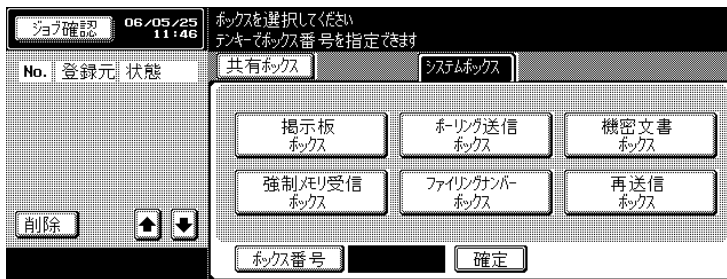 ジョブ確認
06/05/25
11:46
ボックスを選択してください
テンキーでボックス番号を指定できます
No. 登録元 状態
共有ボックス
システムボックス
掲示板
ボックス
ポーリング送信
ボックス
機密文書
ボックス
強制メモリ受信
ボックス
ファイリングナンバー
ボックス
再送信
ボックス
削除
ボックス番号
確定